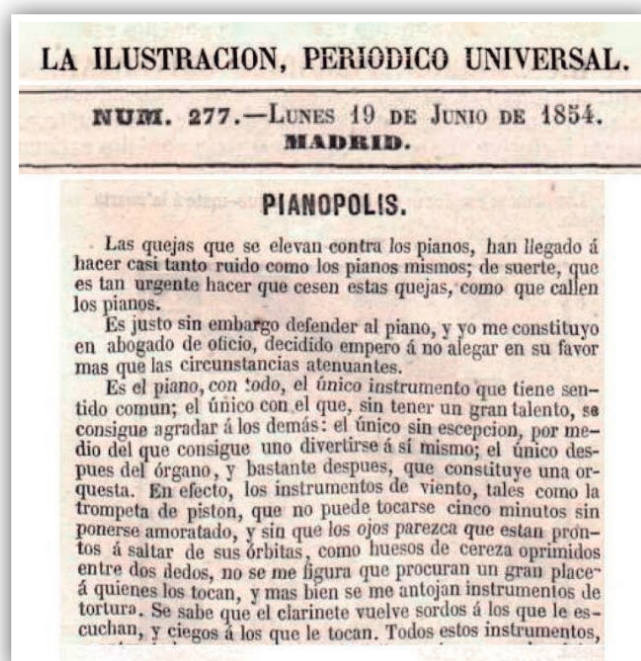 LA ILUSTRACION, PERIODICO UNIVERSAL.
NUM. 277.—LUNES 19 DE JUNIO DE 1854.
MADRID.
PIANOPOLIS.
Las quejas que se elevan contra los pianos, han llegado á
hacer casi tanto ruido como los pianos mismos; de suerte, que
es tan urgente hacer que cesen estas quejas, como que callen
los pianos.
Es justo sin embargo defender al piano, y yo me constituyo
en abogado de oficio, decidido empero á no alegar en su favor
mas que las circunstancias atenuantes.
Es el piano, con todo, el único instrumento que tiene sen-
tido comun; el único con el que, sin tener un gran talento, se
consigue agradar á los demás: el único sin escepcion, por me-
dio del que consigue uno divertirse á sí mismo; el único des-
pues del órgano, y bastante despues, que constituye una or-
questa. En efecto, los instrumentos de viento, tales como la
trompeta de piston, que no puede tocarse cinco minutos sin
ponerse amoratado, y sin que los ojos parezca que estan pron-
tos á saltar de sus órbitas, como huesos de cereza oprimidos
entre dos dedos, no se me figura que procuran un gran place
á quienes los tocan, y mas bien se me antojan instrumentos de
tortura. Se sabe que el clarinete vuelve sordos á los que le es-
cuchan, y ciegos á los que le tocan. Todos estos instrumentos,